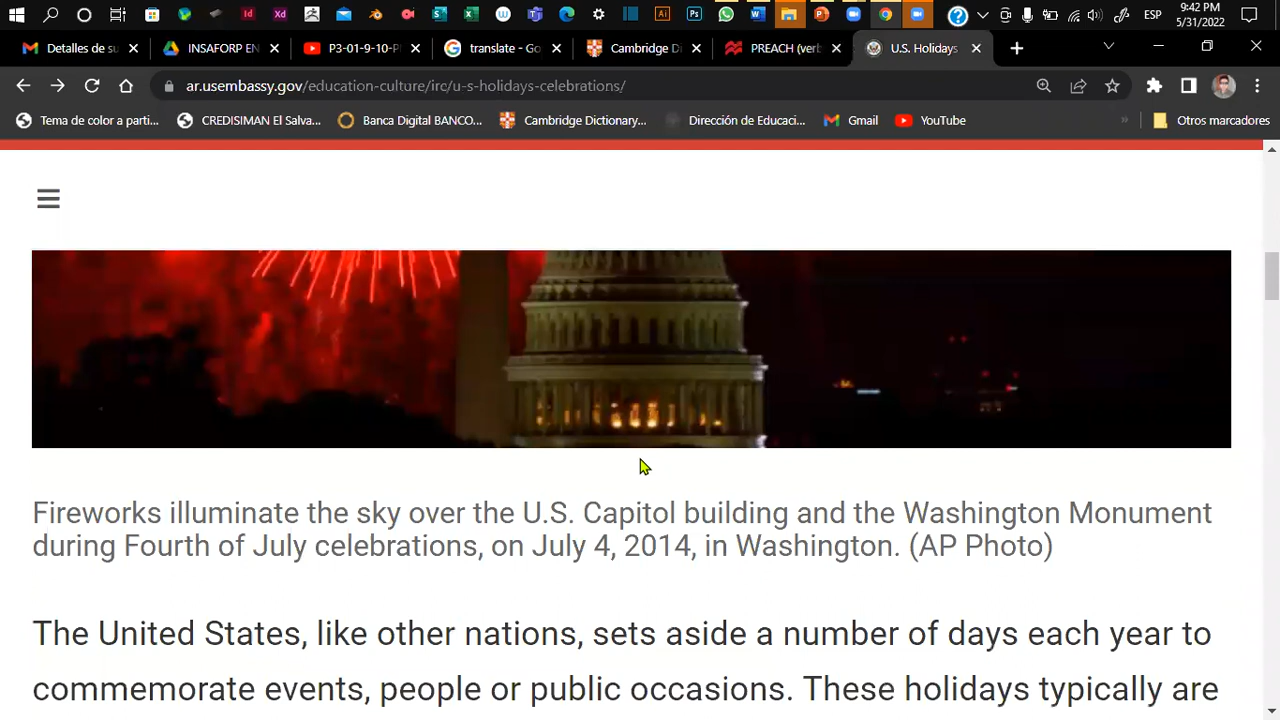 9:42 PM
ESP
5/31/2022
Detalles de su
INSAFORP EN
P3-01-9-10-P
translate - Go
Cambridge D
PREACH (verb
U.S. Holidays
ar.usembassy.gov/education-culture/irc/u-s-holidays-celebrations/
Tema de color a parti...
CREDISIMAN El Salva...
Banca Digital BANCO...
Cambridge Dictionary...
Dirección de Educaci...
Gmail
YouTube
»
Otros marcadores
Fireworks illuminate the sky over the U.S. Capitol building and the Washington Monument
during Fourth of July celebrations, on July 4, 2014, in Washington. (AP Photo)
The United States, like other nations, sets aside a number of days each year to
commemorate events, people or public occasions. These holidays typically are